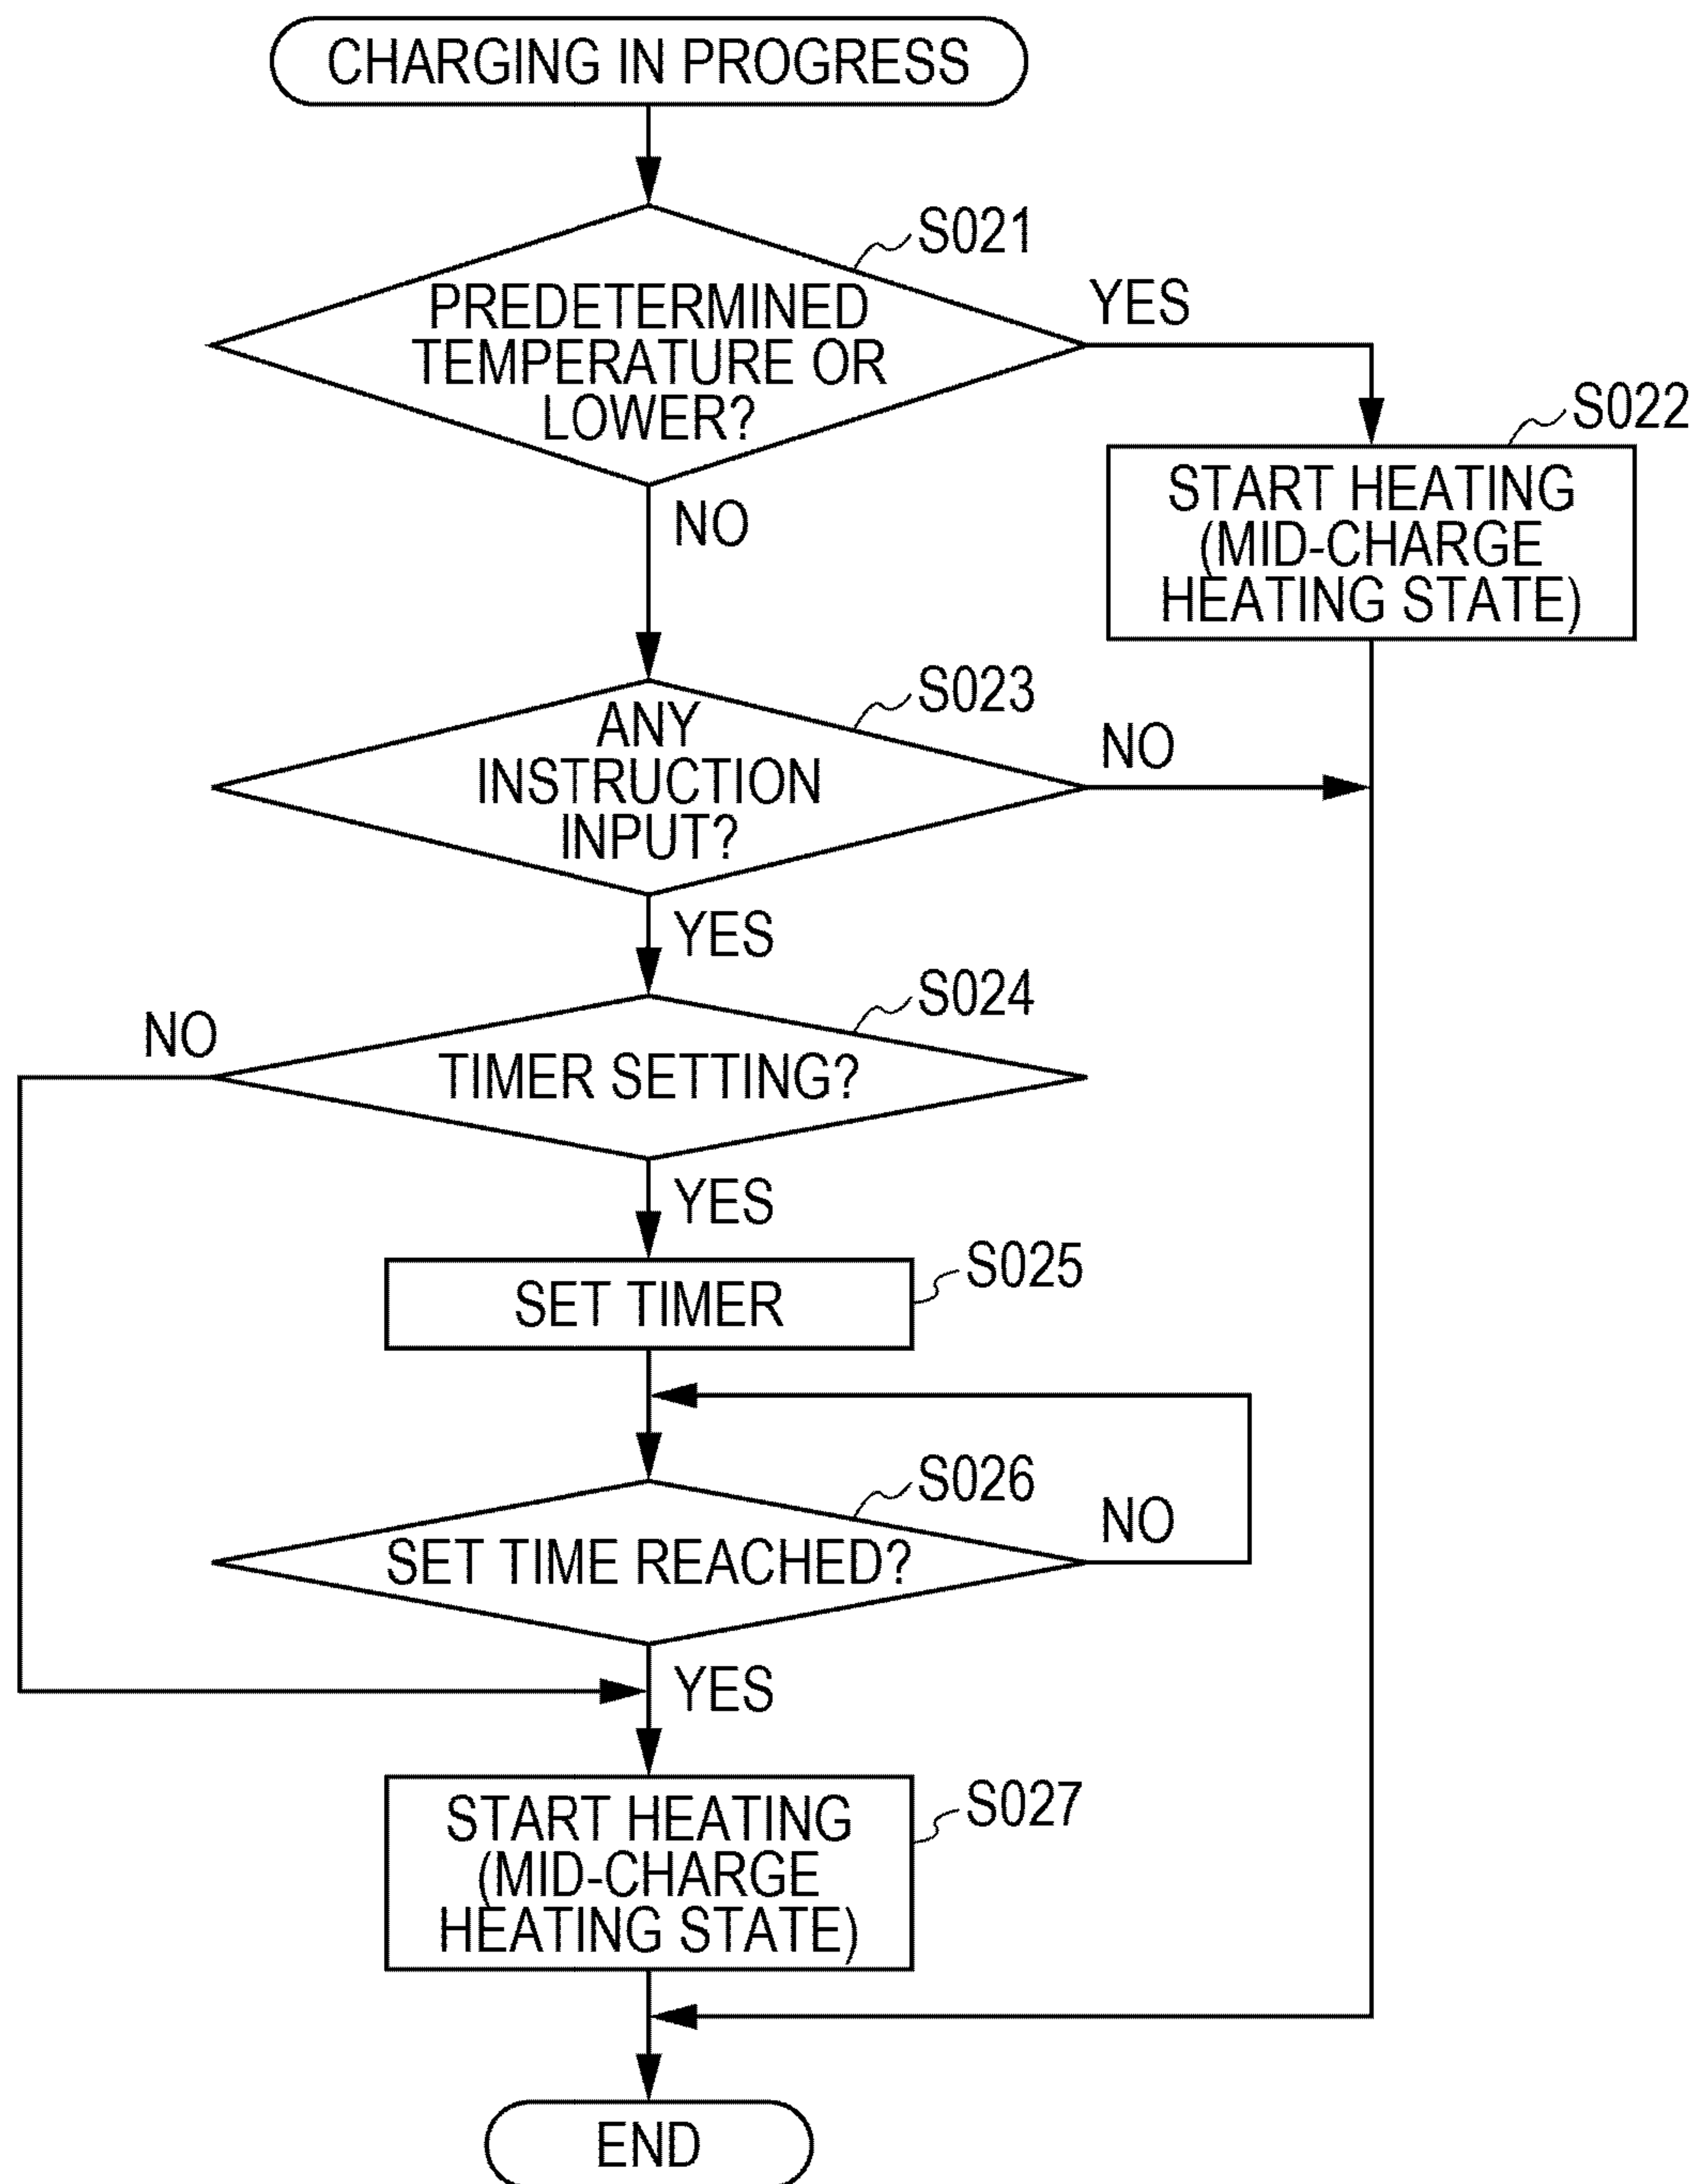 CHARGING IN PROGRESS
S021
PREDETERMINED
TEMPERATURE OR
LOWER?
YES
S022
START HEATING
(MID-CHARGE
HEATING STATE)
NO
S023
ANY
INSTRUCTION
INPUT?
NO
YES
S024
NO
TIMER SETTING?
YES
S025
SET TIMER
S026
SET TIME REACHED?
NO
YES
S027
START HEATING
(MID-CHARGE
HEATING STATE)
END